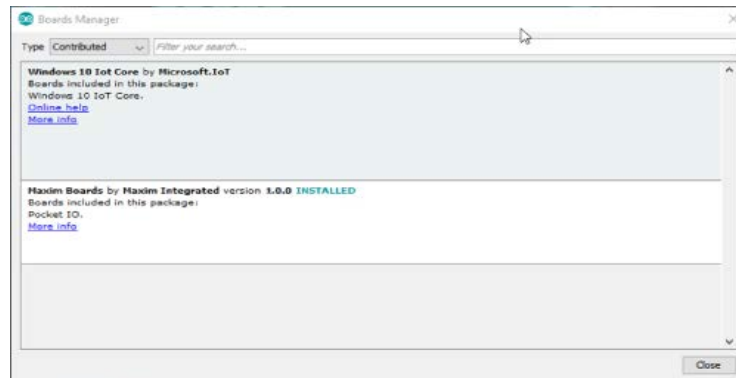 Boards Manager
Type Contributed Filter your search...
Windows 10 Iot Core by Microsoft.IoT
Boards included in this package:
Windows 10 IoT Core.
Online help
More info
Maxim Boards by Maxim Integrated version 1.0.0 INSTALLED
Boards included in this package:
Pocket IO.
More info
Close